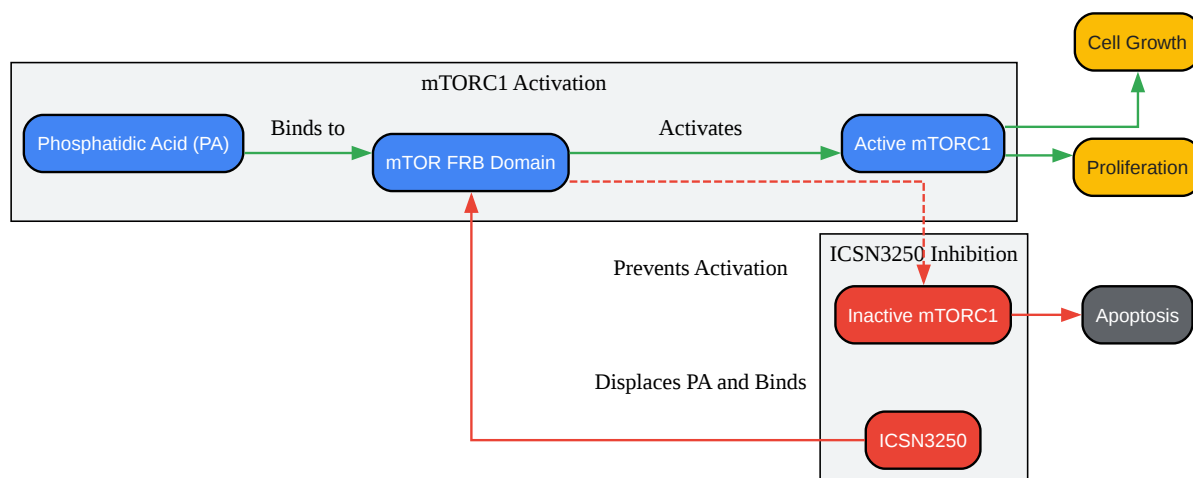 Cell Growth
mTORC1 Activation
Binds to
Activates
Phosphatidic Acid (PA)
mTOR FRB Domain
Active mTORC1
Proliferation
ICSN3250 Inhibition
Prevents Activation
Inactive mTORC1
Apoptosis
Displaces PA and Binds
ICSN3250